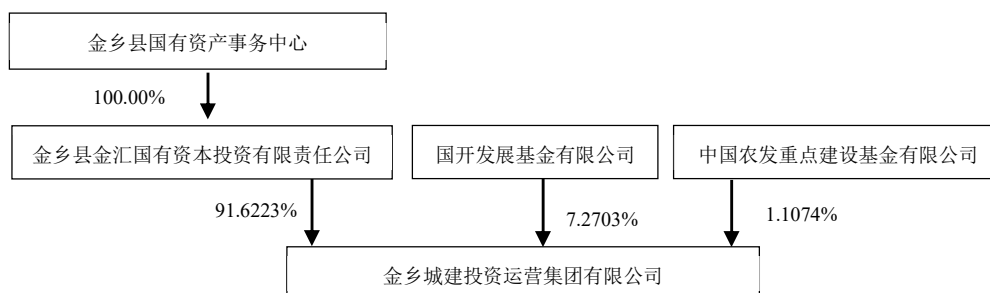 金乡县国有资产事务中心
100.00%
金乡县金汇国有资本投资有限责任公司
国开发展基金有限公司
中国农发重点建设基金有限公司
91.6223%
7.2703%
1.1074%
金乡城建投资运营集团有限公司